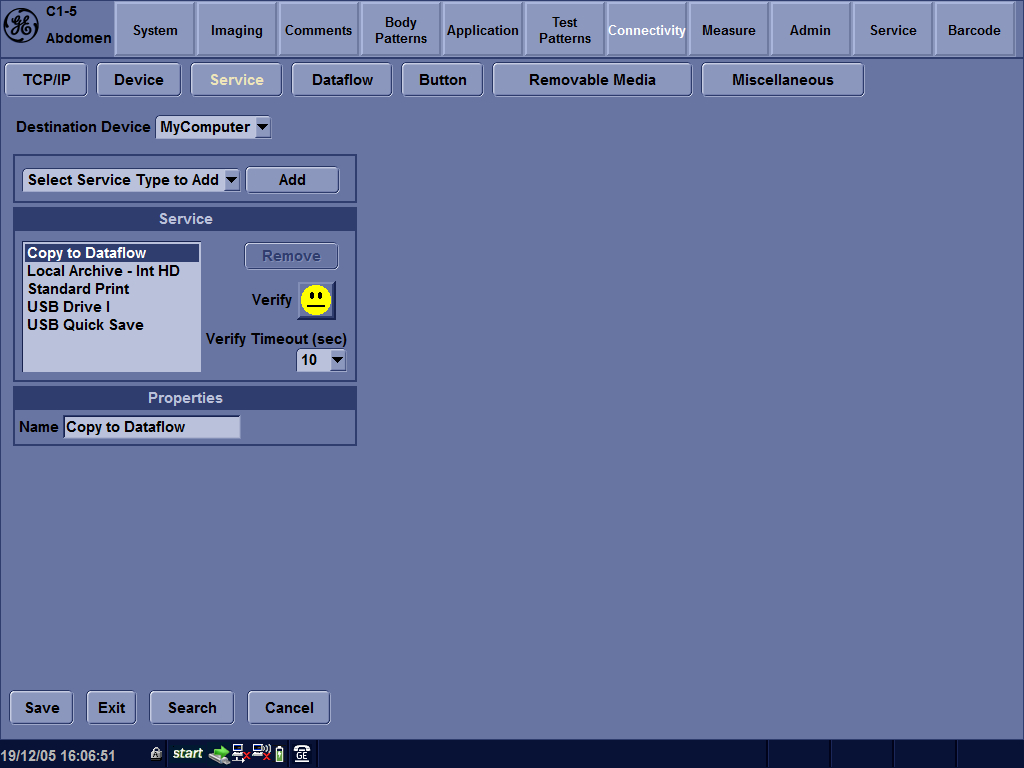 C1-5
Abdomen
System
Imaging
Comments
Body
Patterns
Application
Test
Patterns
Connectivity
Measure
Admin
Service
Barcode
TCP/IP
Device
Service
Dataflow
Button
Removable Media
Miscellaneous
Destination Device MyComputer
Select Service Type to Add
Add
Service
Copy to Dataflow
Local Archive - Int HD
Standard Print
USB Drive I
USB Quick Save
Remove
Verify
Verify Timeout (sec)
10
Properties
Name Copy to Dataflow
Save
Exit
Search
Cancel
19/12/05 16:06:51
start
GE